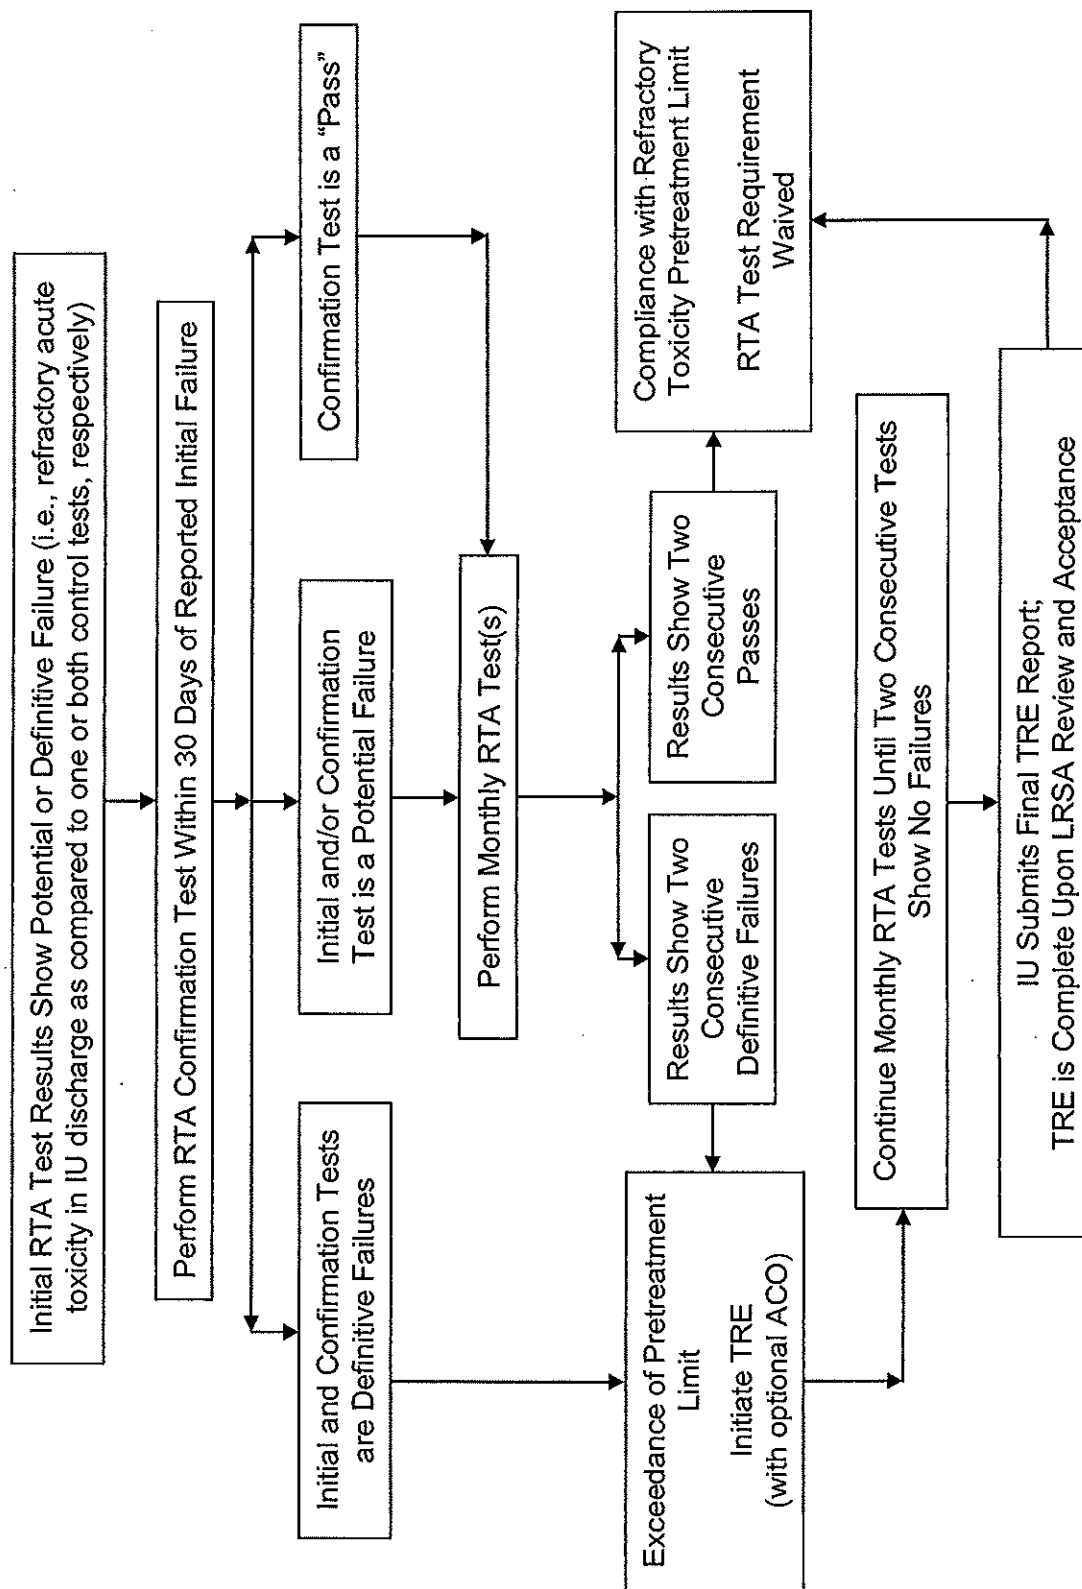 Initial RTA Test Results Show Potential or Definitive Failure (i.e., refractory acute
toxicity in IU discharge as compared to one or both control tests, respectively)
Perform RTA Confirmation Test Within 30 Days of Reported Initial Failure
Initial and Confirmation Tests
are Definitive Failures
Initial and/or Confirmation
Test is a Potential Failure
Confirmation Test is a “Pass”
Perform Monthly RTA Test(s)
Results Show Two
Consecutive
Definitive Failures
Results Show Two
Consecutive
Passes
Exceedance of Pretreatment
Limit
Initiate TRE
(with optional ACO)
Compliance with Refractory
Toxicity Pretreatment Limit
RTA Test Requirement
Waived
Continue Monthly RTA Tests Until Two Consecutive Tests
Show No Failures
IU Submits Final TRE Report;
TRE is Complete Upon LRSA Review and Acceptance